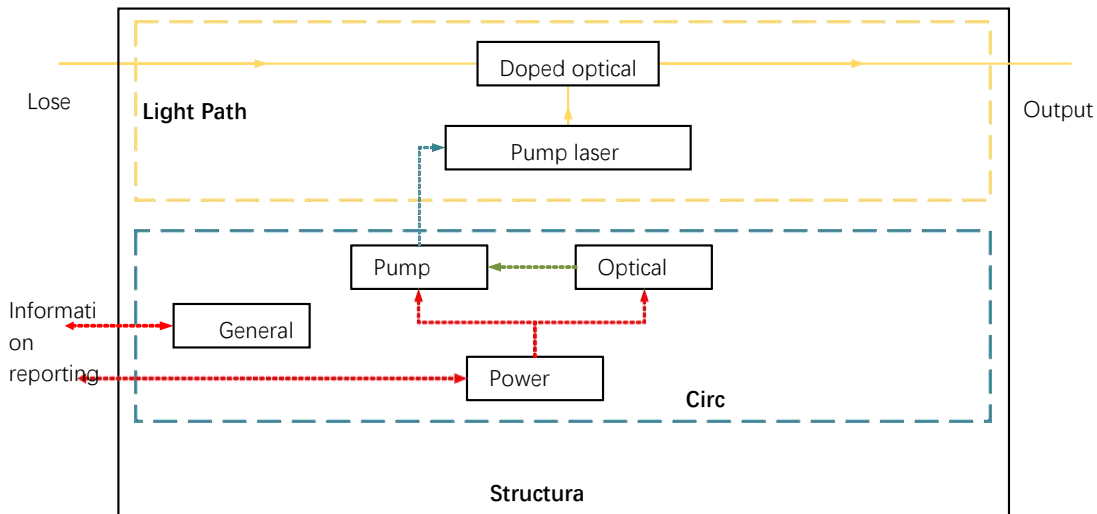 Doped optical
Lose
Light Path
Output
Pump laser
Pump
Optical
Informati
on
reporting
General
Power
Circ
Structura